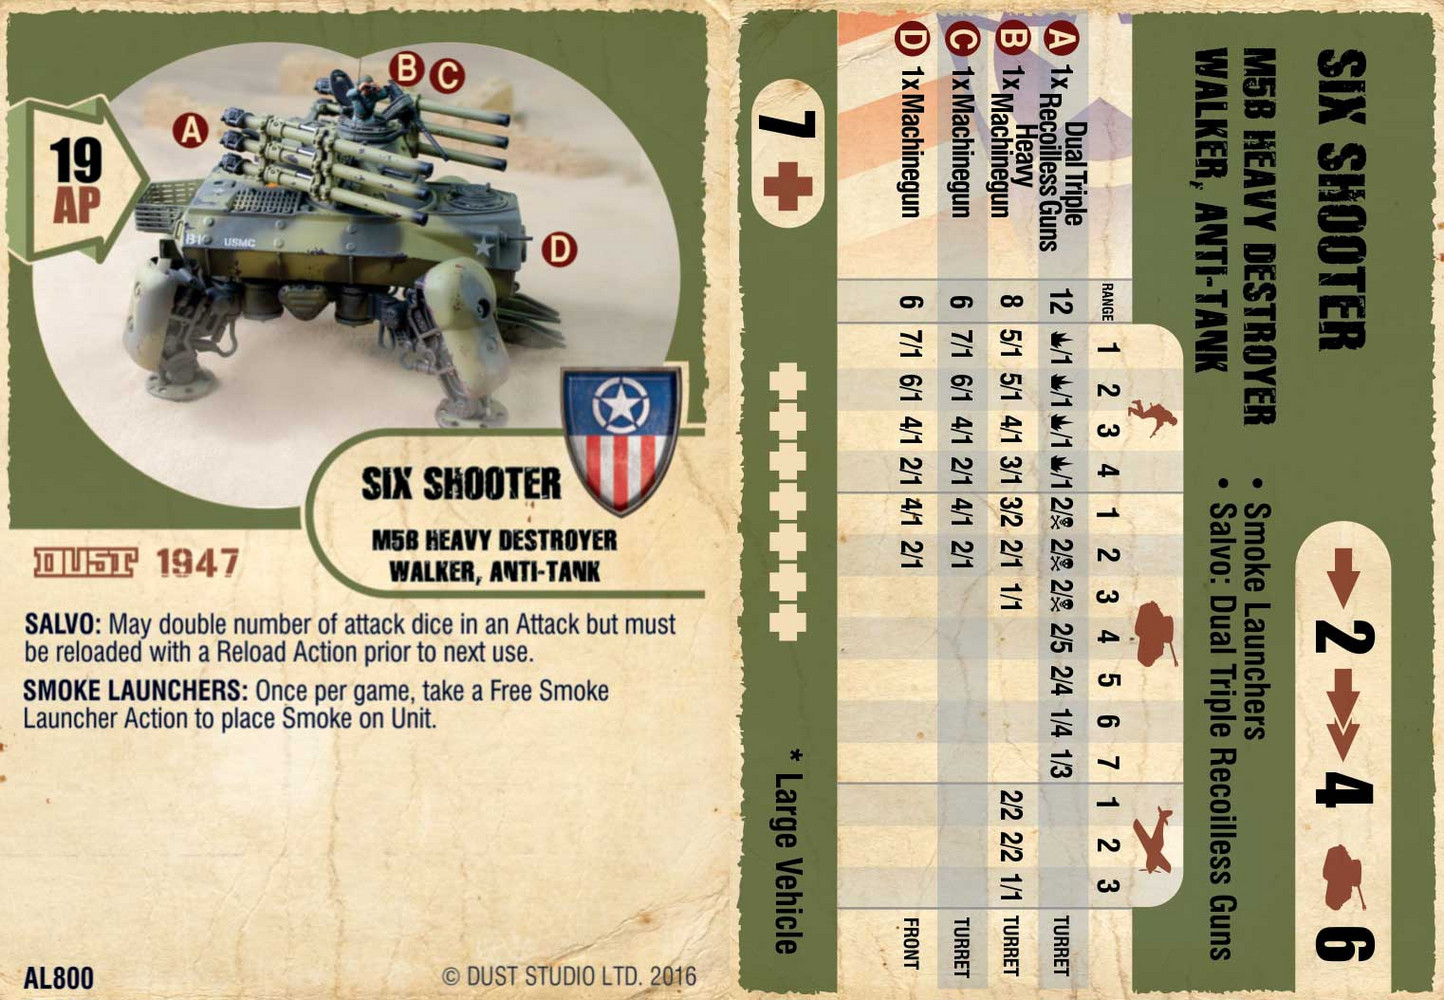 B C
A
19
AP
B1 USMC
D
SIX SHOOTER
M5B HEAVY DESTROYER
WALKER, ANTI-TANK
DUST 1947
SALVO: May double number of attack dice in an Attack but must
be reloaded with a Reload Action prior to next use.
SMOKE LAUNCHERS: Once per game, take a Free Smoke
Launcher Action to place Smoke on Unit.
AL800
© DUST STUDIO LTD. 2016
SIX SHOOTER
2 4 6
M5B HEAVY DESTROYER
WALKER, ANTI-TANK
• Smoke Launchers
• Salvo: Dual Triple Recoilless Guns
RANGE 1 2 3 4 1 2 3 4 5 6 7 1 2 3
A 1x Dual Triple
Recoilless Guns 12 /1 /1 /1 /1 2/ 2/ 2/ 2/5 2/4 1/4 1/3 TURRET
B 1x Heavy
Machinegun 8 5/1 5/1 4/1 3/1 3/2 2/1 1/1 2/2 2/2 1/1 TURRET
C 1x Machinegun 6 7/1 6/1 4/1 2/1 4/1 2/1 TURRET
D 1x Machinegun 6 7/1 6/1 4/1 2/1 4/1 2/1 FRONT
7
* Large Vehicle